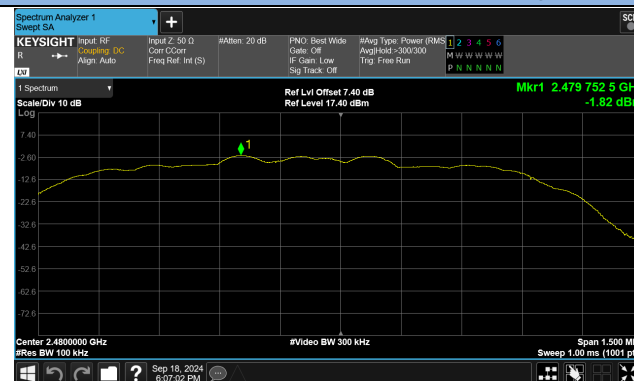 Spectrum Analyzer 1
Swept SA
+
KEYSIGHT
R
LXI
Input: RF
Coupling: DC
Align: Auto
Input Z: 50 Ω
Corr CCorr
Freq Ref: Int (S)
#Atten: 20 dB
PNO: Best Wide
Gate: Off
IF Gain: Low
Sig Track: Off
#Avg Type: Power (RMS
Avg|Hold:>300/300
Trig: Free Run
1 2 3 4 5 6
M W W W W W
P N N N N N
1 Spectrum
Scale/Div 10 dB
Log
Ref Lvl Offset 7.40 dB
Ref Level 17.40 dBm
Mkr1 2.479 752 5 GH
-1.82 dB
1
7.40
-2.60
-12.6
-22.6
-32.6
-42.6
-52.6
-62.6
-72.6
Center 2.4800000 GHz
#Res BW 100 kHz
#Video BW 300 kHz
Span 1.500 M
Sweep 1.00 ms (1001 pt
?
Sep 18, 2024
6:07:02 PM